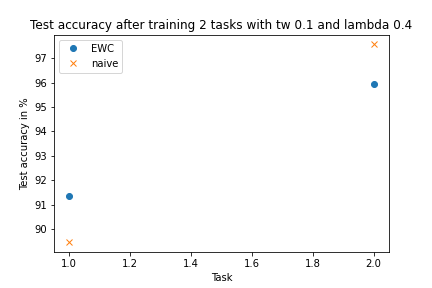 Test accuracy after training 2 tasks with tw 0.1 and lambda 0.4
EWC
naive
Test accuracy in %
97
96
95
94
93
92
91
90
1.0 1.2 1.4 1.6 1.8 2.0
Task